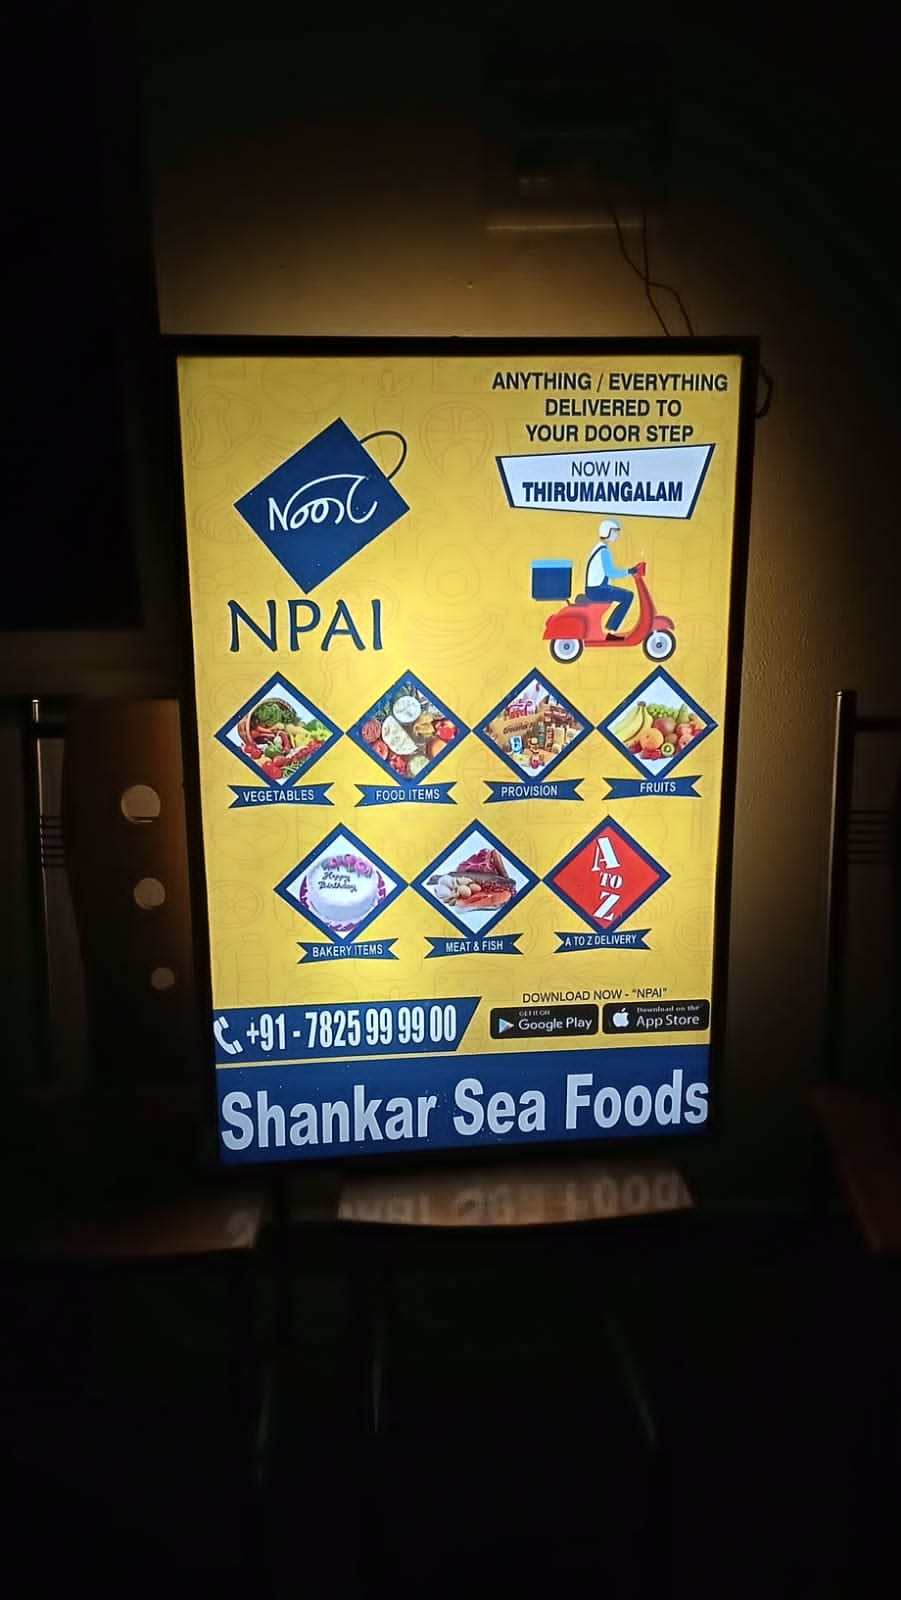 ANYTHING / EVERYTHING
DELIVERED TO
YOUR DOOR STEP
NOW IN
THIRUMANGALAM
NPAI
VEGETABLES
FOOD ITEMS
PROVISION
FRUITS
Happy
Birthday
A
TO
Z
BAKERY ITEMS
MEAT & FISH
A TO Z DELIVERY
DOWNLOAD NOW - "NPAI"
GET IT ON
Google Play
Download on the
App Store
+91 - 7825 99 99 00
Shankar Sea Foods